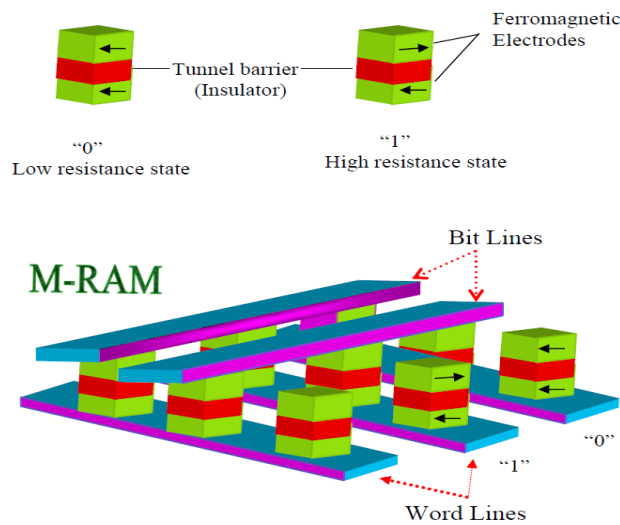 Ferromagnetic
Electrodes
Tunnel barrier
(Insulator)
“0”
Low resistance state
“1”
High resistance state
Bit Lines
M-RAM
“0”
“1”
Word Lines